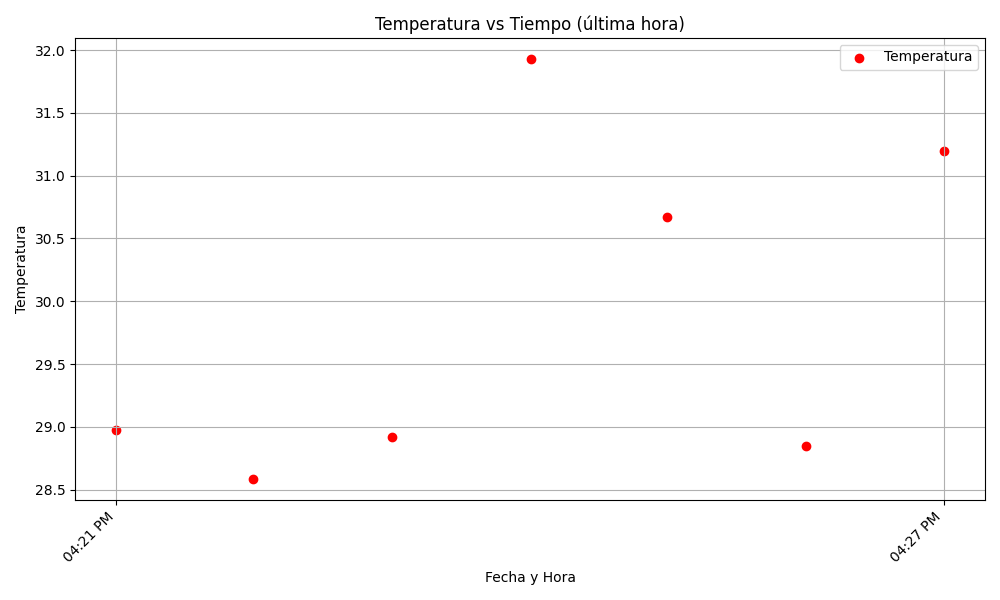 Temperatura vs Tiempo (última hora)
Temperatura
32.0
31.5
31.0
30.5
30.0
29.5
29.0
28.5
Temperatura
04:21 PM
04:27 PM
Fecha y Hora